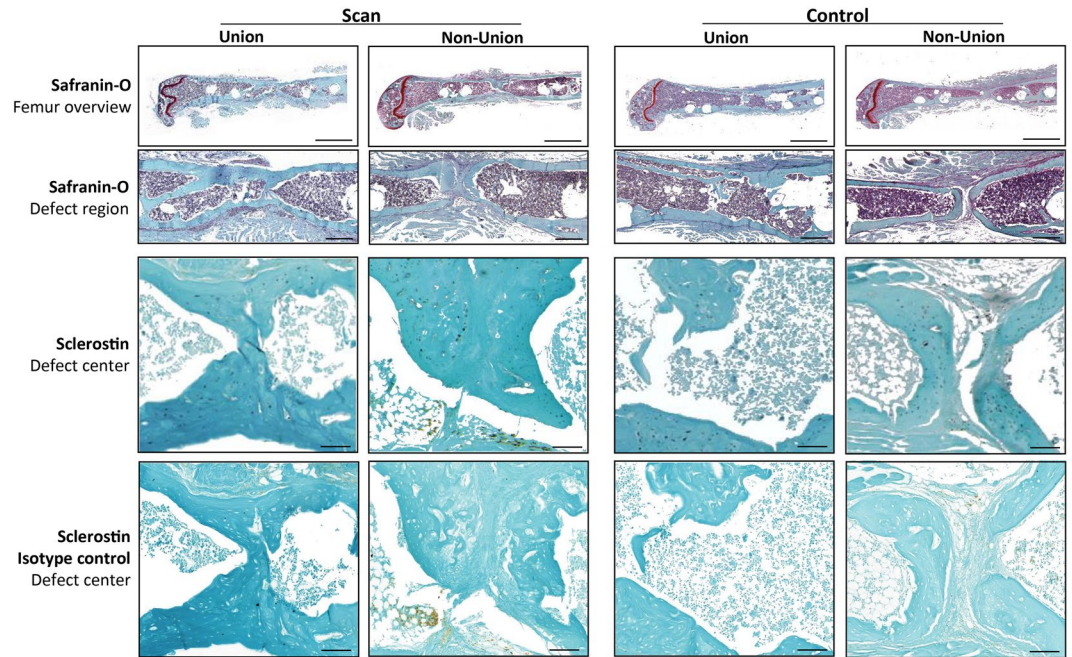 Scan
Control
Union
Non-Union
Union
Non-Union
Safranin-O
Femur overview
Safranin-O
Defect region
Sclerostin
Defect center
Sclerostin
Isotype control
Defect center